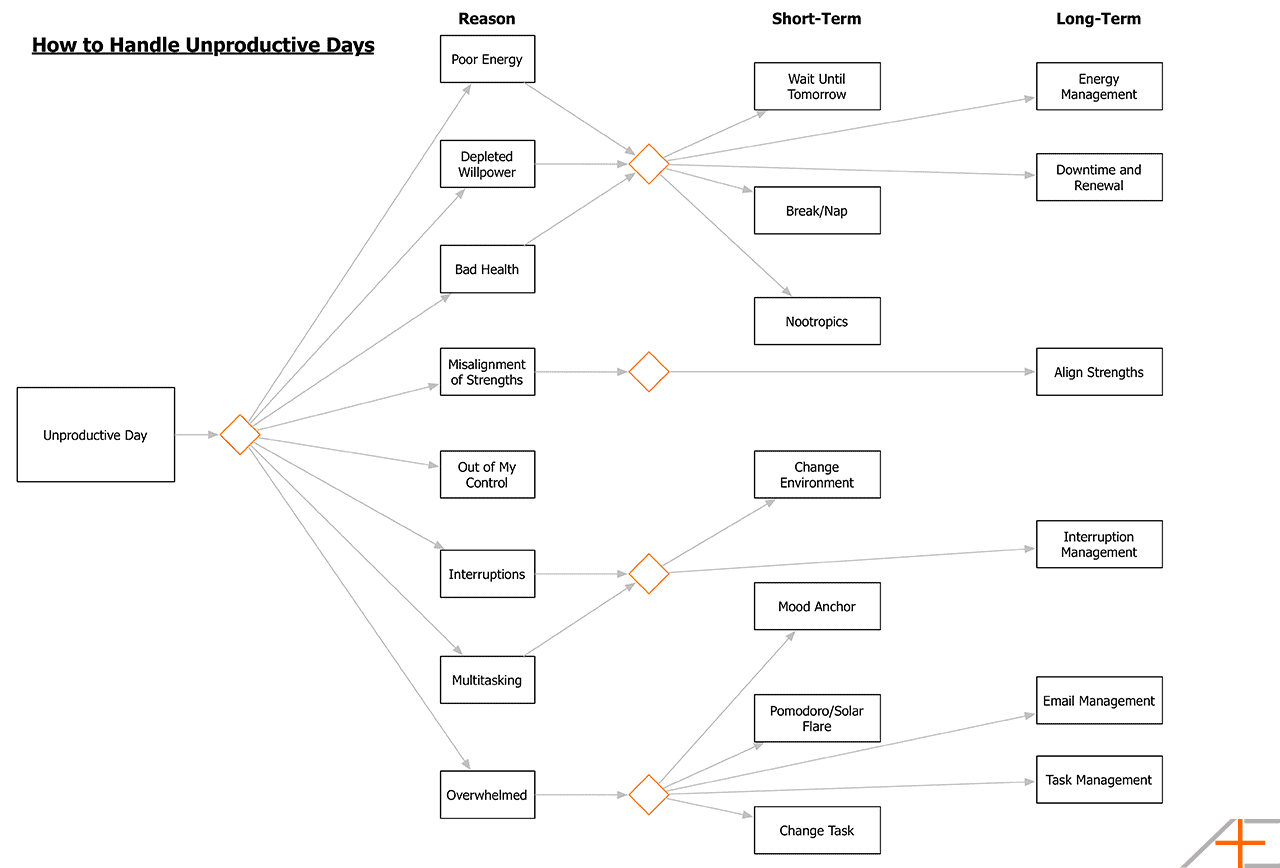 How to Handle Unproductive Days
Reason
Short-Term
Long-Term
Unproductive Day
Poor Energy
Depleted
Willpower
Bad Health
Misalignment
of Strengths
Out of My
Control
Interruptions
Multitasking
Overwhelmed
Wait Until
Tomorrow
Break/Nap
Nootropics
Change
Environment
Mood Anchor
Pomodoro/Solar
Flare
Change Task
Energy
Management
Downtime and
Renewal
Align Strengths
Interruption
Management
Email Management
Task Management